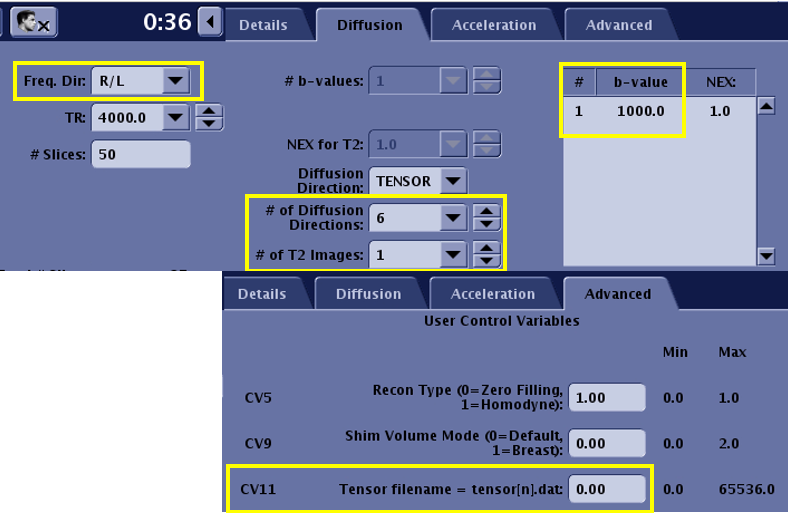 0:36
Details
Diffusion
Acceleration
Advanced
Freq. Dir: R/L
TR: 4000.0
# Slices: 50
# b-values: 1
NEX for T2: 1.0
Diffusion
Direction: TENSOR
# of Diffusion
Directions: 6
# of T2 Images: 1
# b-value NEX:
1 1000.0 1.0
Details
Diffusion
Acceleration
Advanced
User Control Variables
Min Max
CV5 Recon Type (0=Zero Filling,
1=Homodyne): 1.00 0.0 1.0
CV9 Shim Volume Mode (0=Default,
1=Breast): 0.00 0.0 2.0
CV11 Tensor filename = tensor[n].dat: 0.00 0.0 65536.0